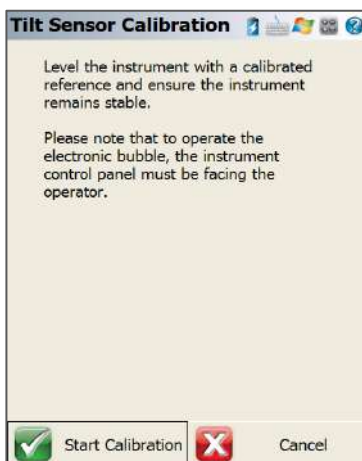 Tilt Sensor Calibration
Level the instrument with a calibrated
reference and ensure the instrument
remains stable.
Please note that to operate the
electronic bubble, the instrument
control panel must be facing the
operator.
Start Calibration
Cancel